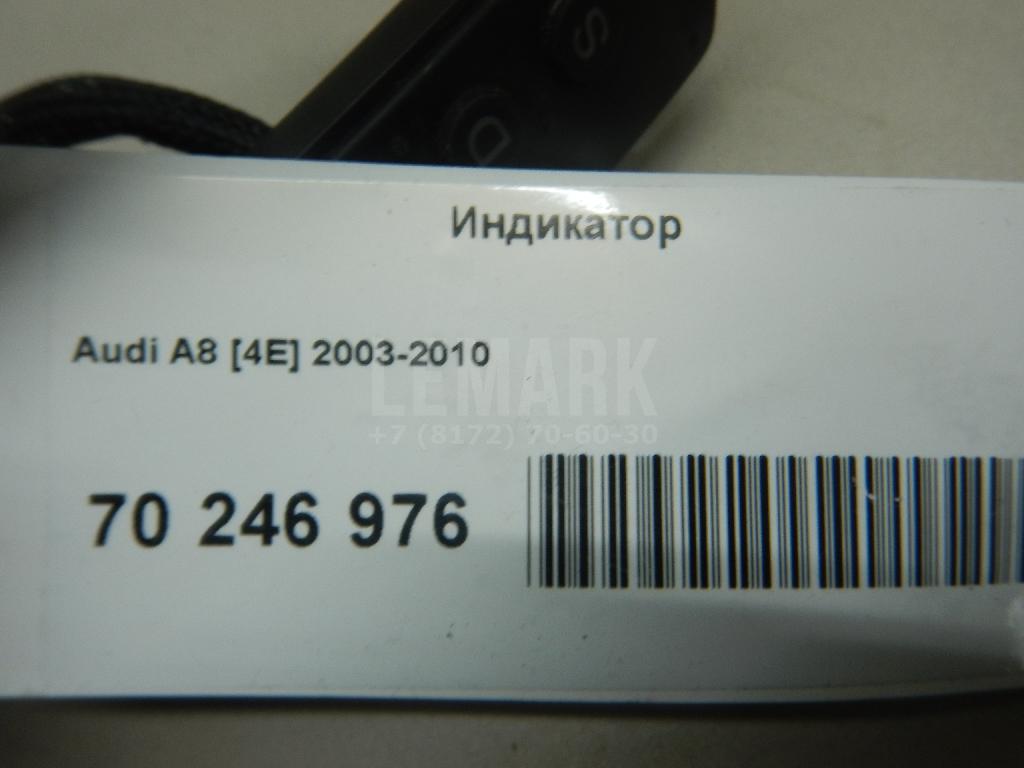 S
D
Индикатор
Audi A8 [4E] 2003-2010
LEMARK
+7 (8172) 70-60-30
70 246 976